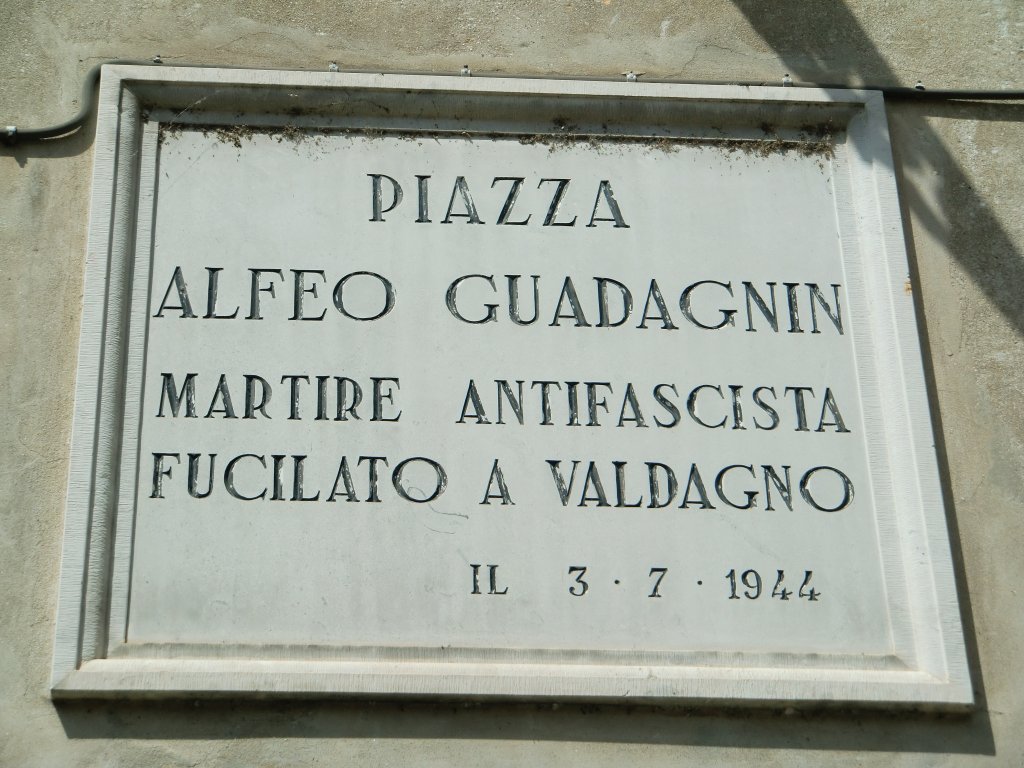 PIAZZA
ALFEO GUADAGNIN
MARTIRE ANTIFASCISTA
FUCILATO A VALDAGNO
IL 3 · 7 · 1944